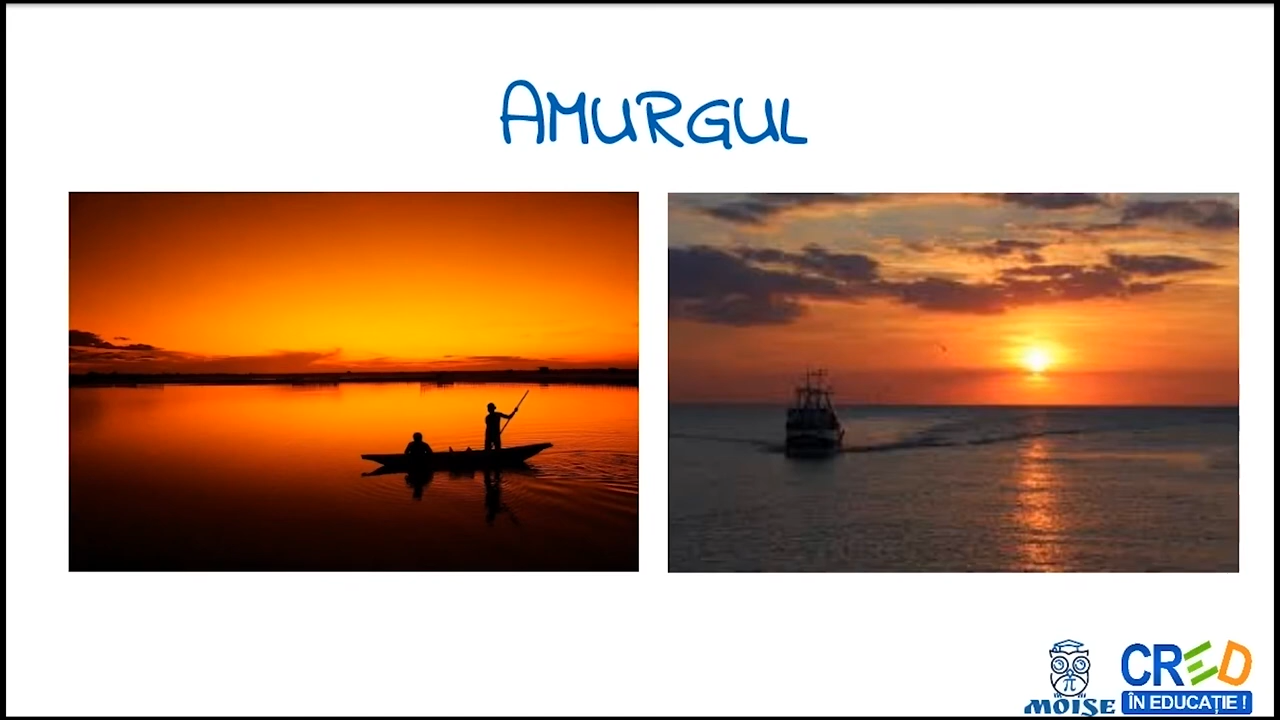 AMURGUL
π
MOISE
CRED
ÎN EDUCAȚIE !